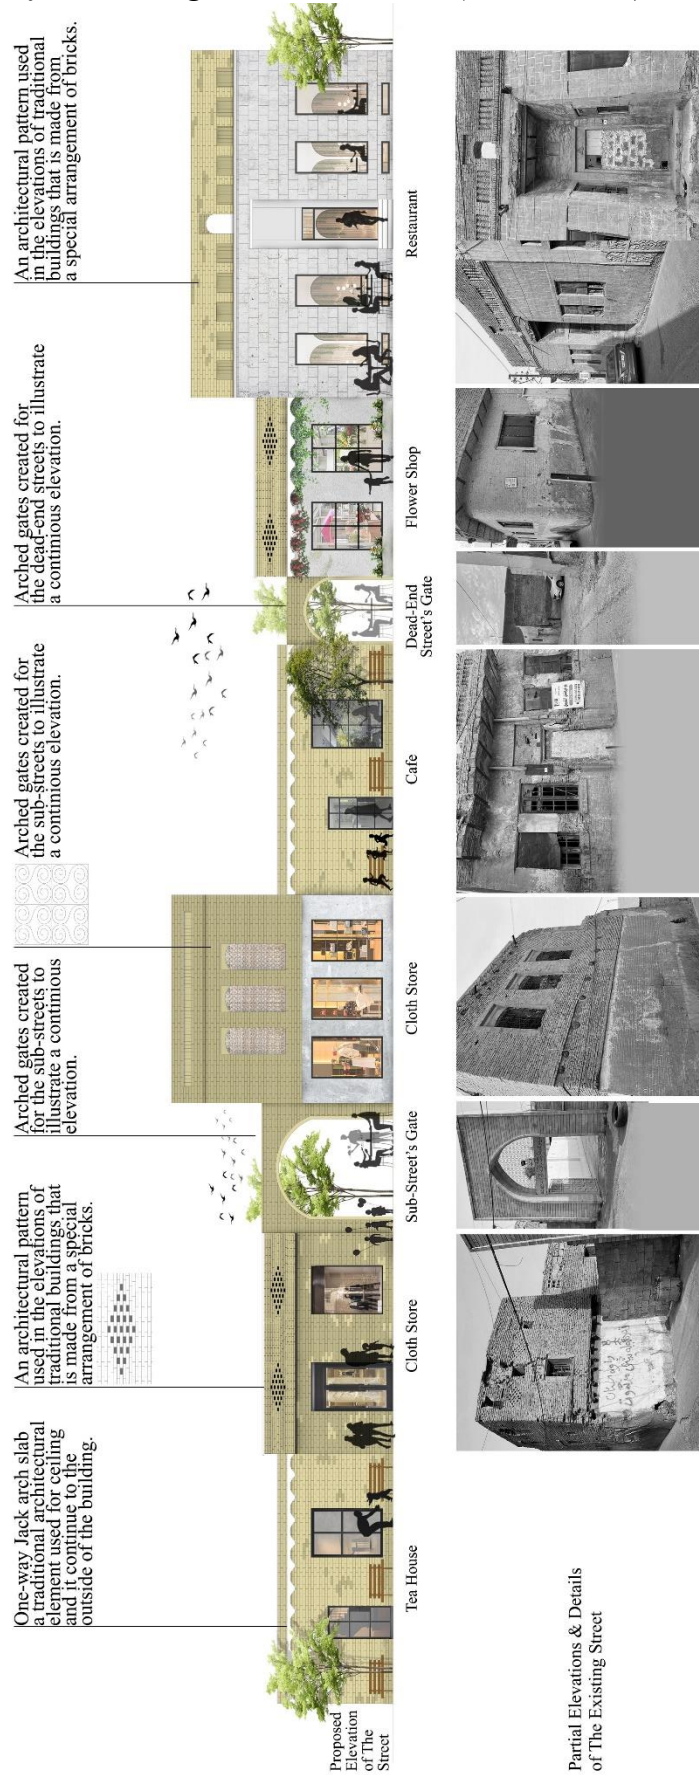 One-way Jack arch slab
a traditional architectural
element used for ceiling
and it continue to the
outside of the building.
An architectural pattern
used in the elevations of
traditional buildings that
is made from a special
arrangement of bricks.
Arched gates created
for the sub-streets to
illustrate a continious
elevation.
Arched gates created for
the sub-streets to illustrate
a continious elevation.
Arched gates created for
the dead-end streets to illustrate
a continious elevation.
An architectural pattern used
in the elevations of traditional
buildings that is made from
a special arrangement of bricks.
Proposed
Elevation
of The
Street
Tea House
Cloth Store
Sub-Street's Gate
Cloth Store
Cafe
Dead-End
Street's Gate
Flower Shop
Restaurant
Partial Elevations & Details
of The Existing Street